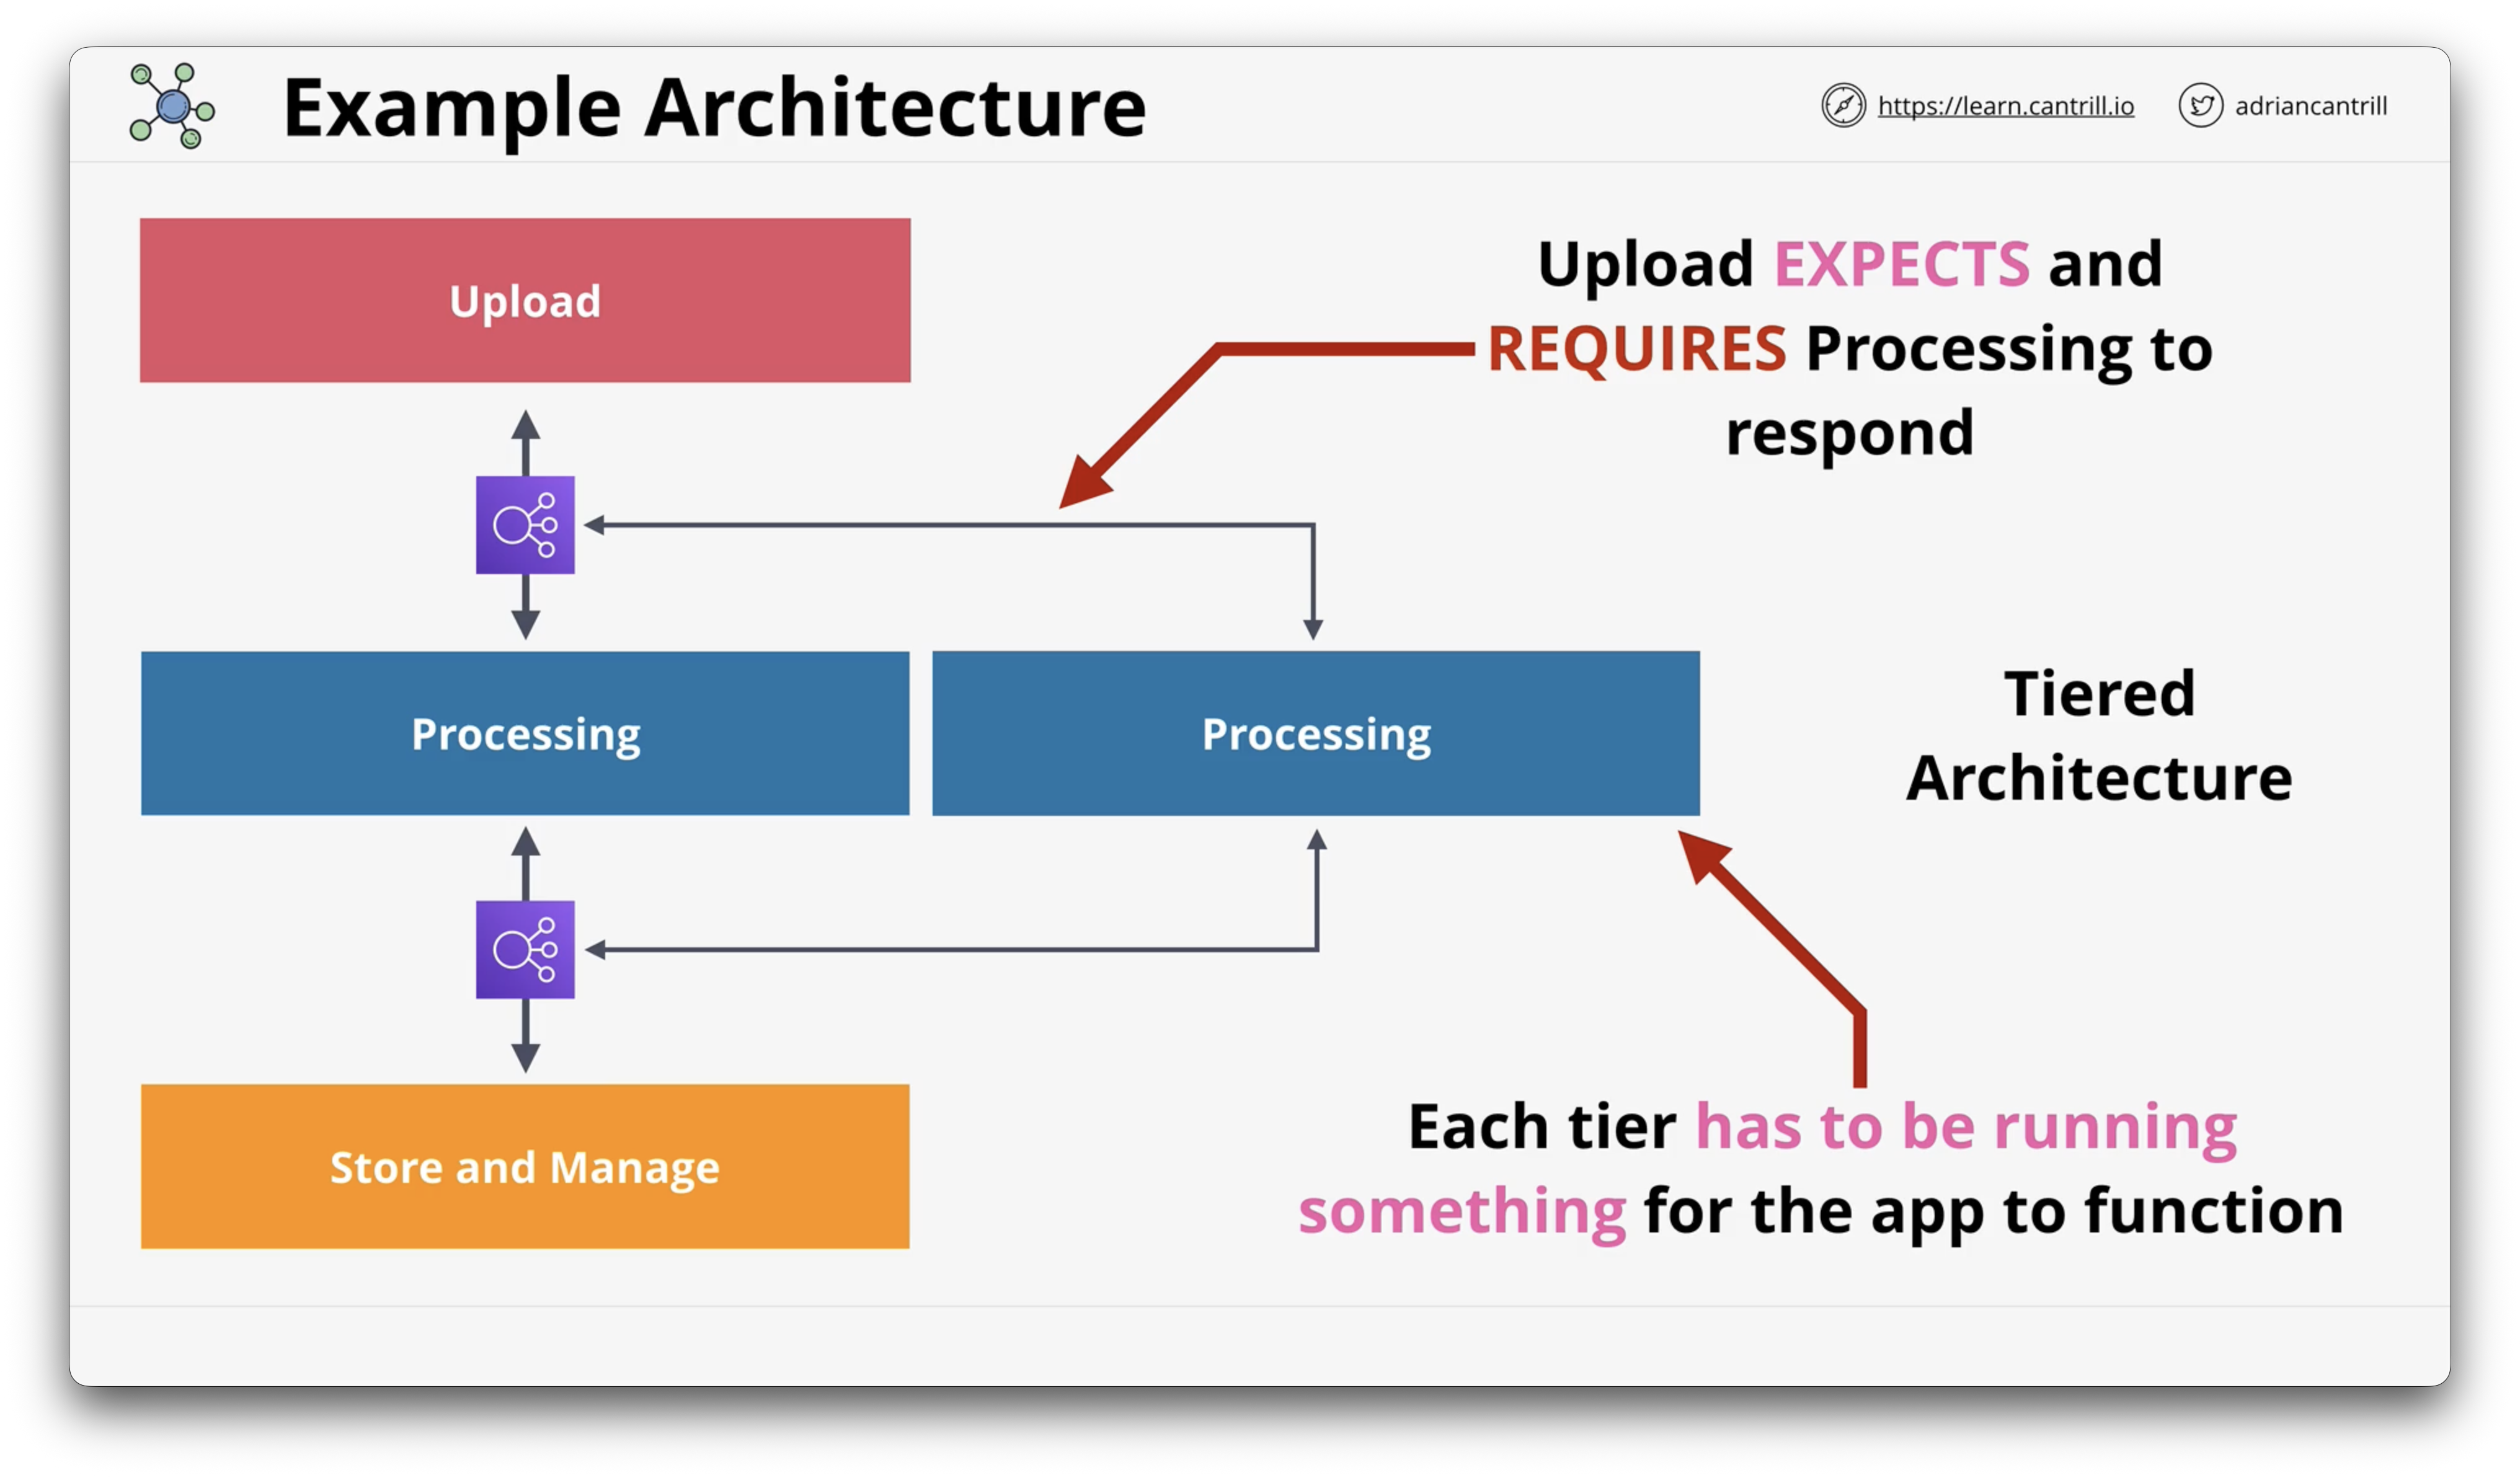 Example Architecture
https://learn.cantrill.io
adriancantrill
Upload
Upload EXPECTS and
REQUIRES Processing to
respond
Processing
Processing
Tiered
Architecture
Store and Manage
Each tier has to be running
something for the app to function